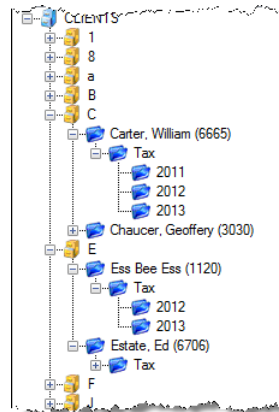 CLIENTS
1
8
a
B
C
Carter, William (6665)
Tax
2011
2012
2013
Chaucer, Geoffery (3030)
E
Ess Bee Ess (1120)
Tax
2012
2013
Estate, Ed (6706)
Tax
F
J